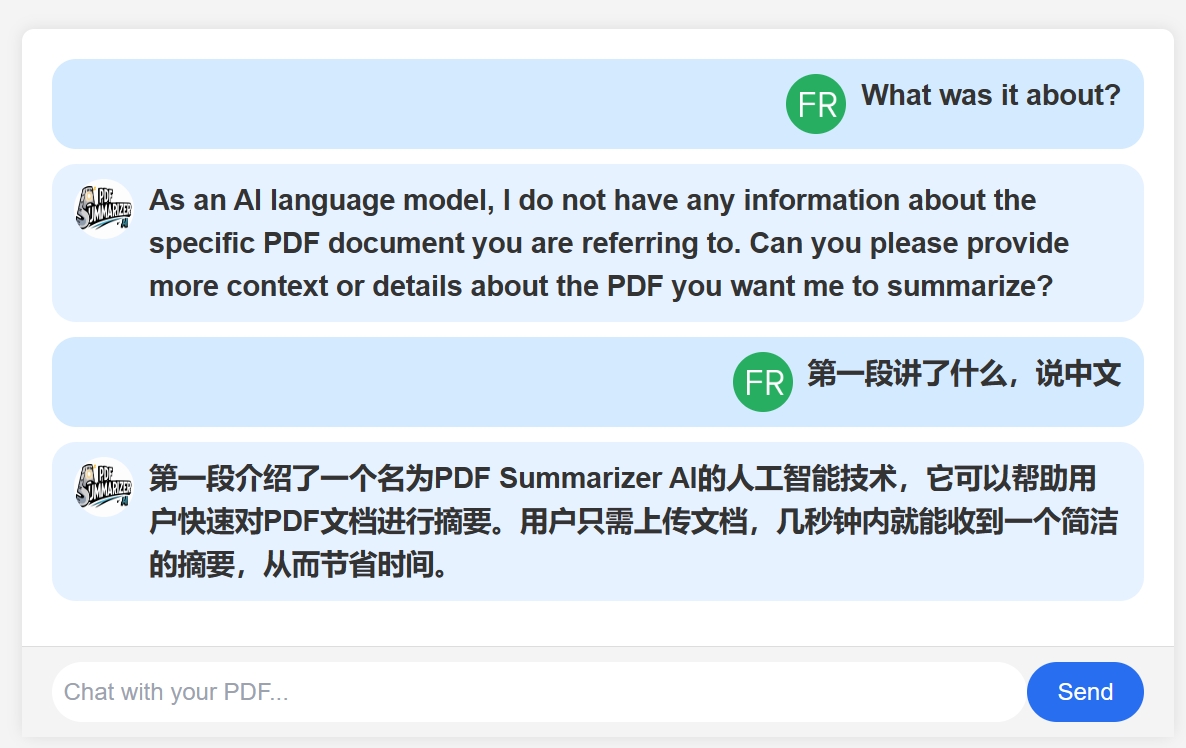 FR What was it about?
PDF
SUMMARIZER
AI
As an AI language model, I do not have any information about the
specific PDF document you are referring to. Can you please provide
more context or details about the PDF you want me to summarize?
FR 第一段讲了什么，说中文
PDF
SUMMARIZER
AI
第一段介绍了一个名为PDF Summarizer AI的人工智能技术，它可以帮助用
户快速对PDF文档进行摘要。用户只需上传文档，几秒钟内就能收到一个简洁
的摘要，从而节省时间。
Chat with your PDF...
Send